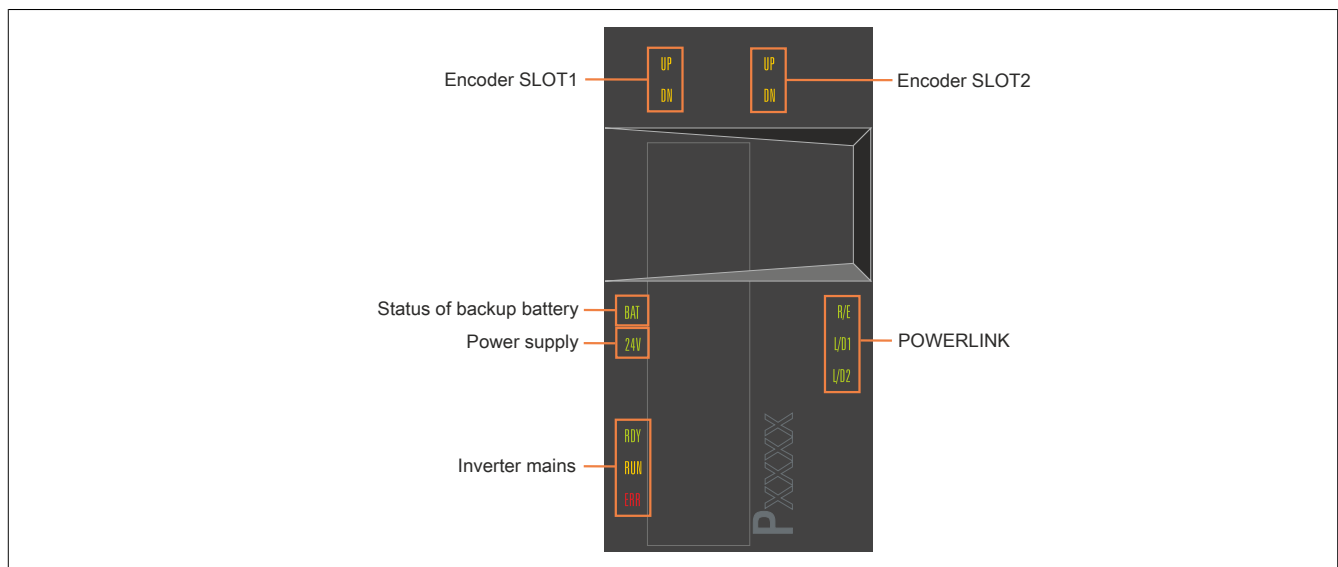 Encoder SLOT1
UP
DN
UP
DN
Encoder SLOT2
Status of backup battery
BAT
Power supply
24V
R/E
L/D1
L/D2
POWERLINK
Inverter mains
RDY
RUN
ERR
Pxxxxx